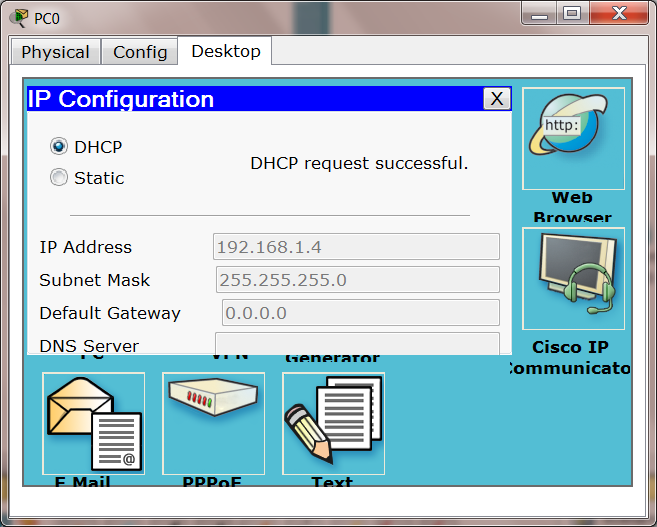 PC0
Physical Config Desktop
IP Configuration X
DHCP
DHCP request successful.
Static
IP Address 192.168.1.4
Subnet Mask 255.255.255.0
Default Gateway 0.0.0.0
DNS Server
http:
Web
Browser
Cisco IP
Communicato
PC VPN Generator
@
E Mail PPPoE Text